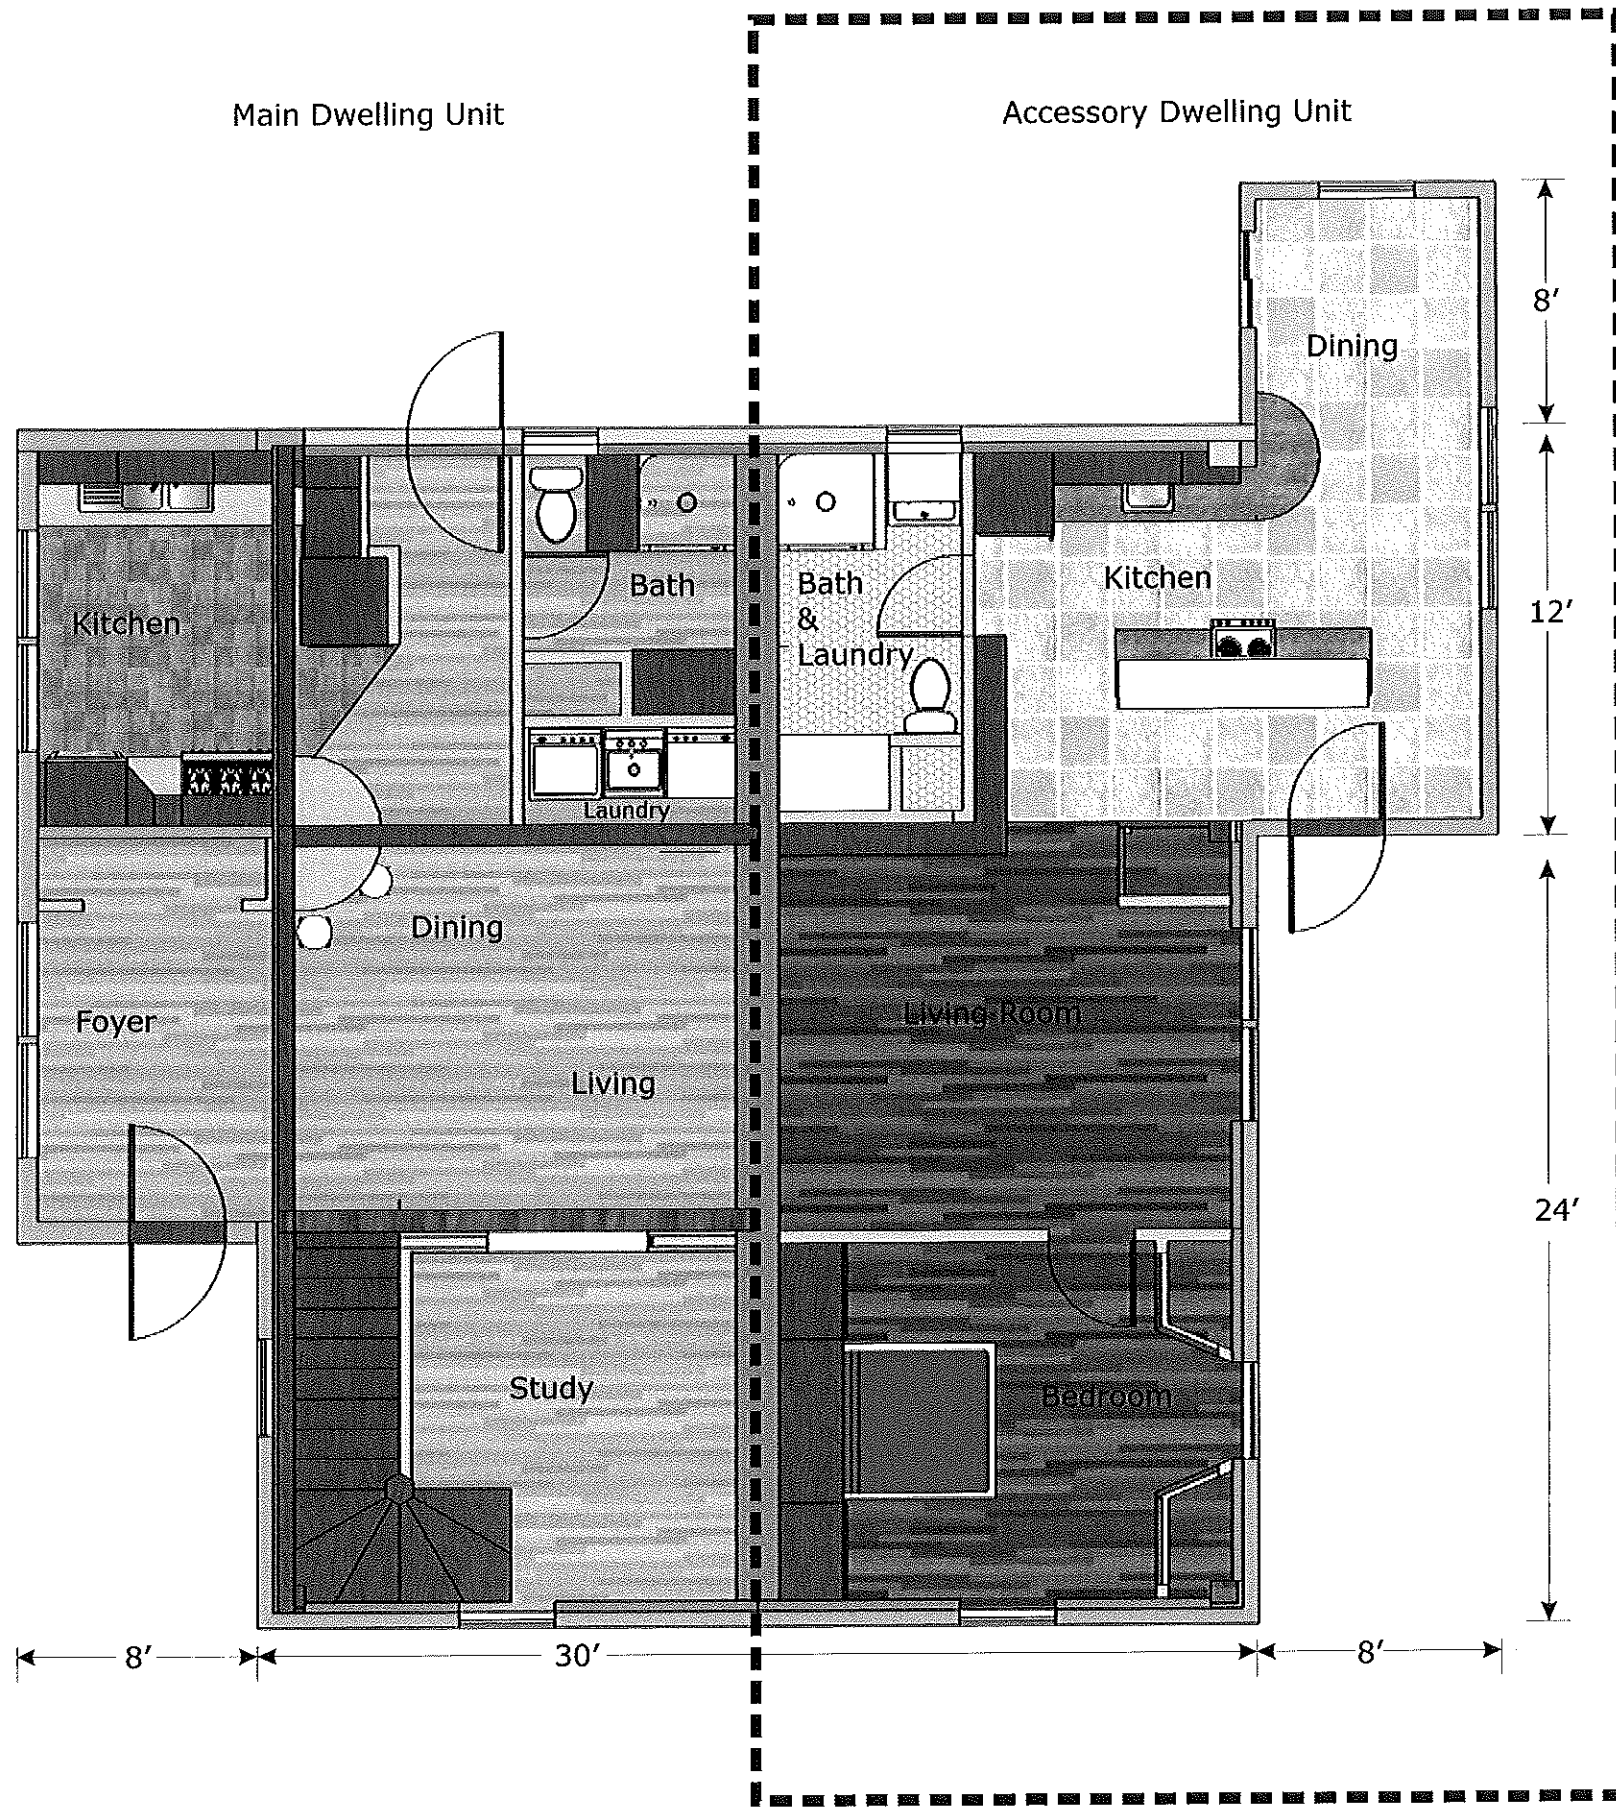 Main Dwelling Unit
Accessory Dwelling Unit
8′
Dining
Kitchen
Bath
Bath
&
Laundry
Kitchen
12′
Laundry
Dining
Foyer
Living
Living Room
24′
Study
Bedroom
8′
30′
8′